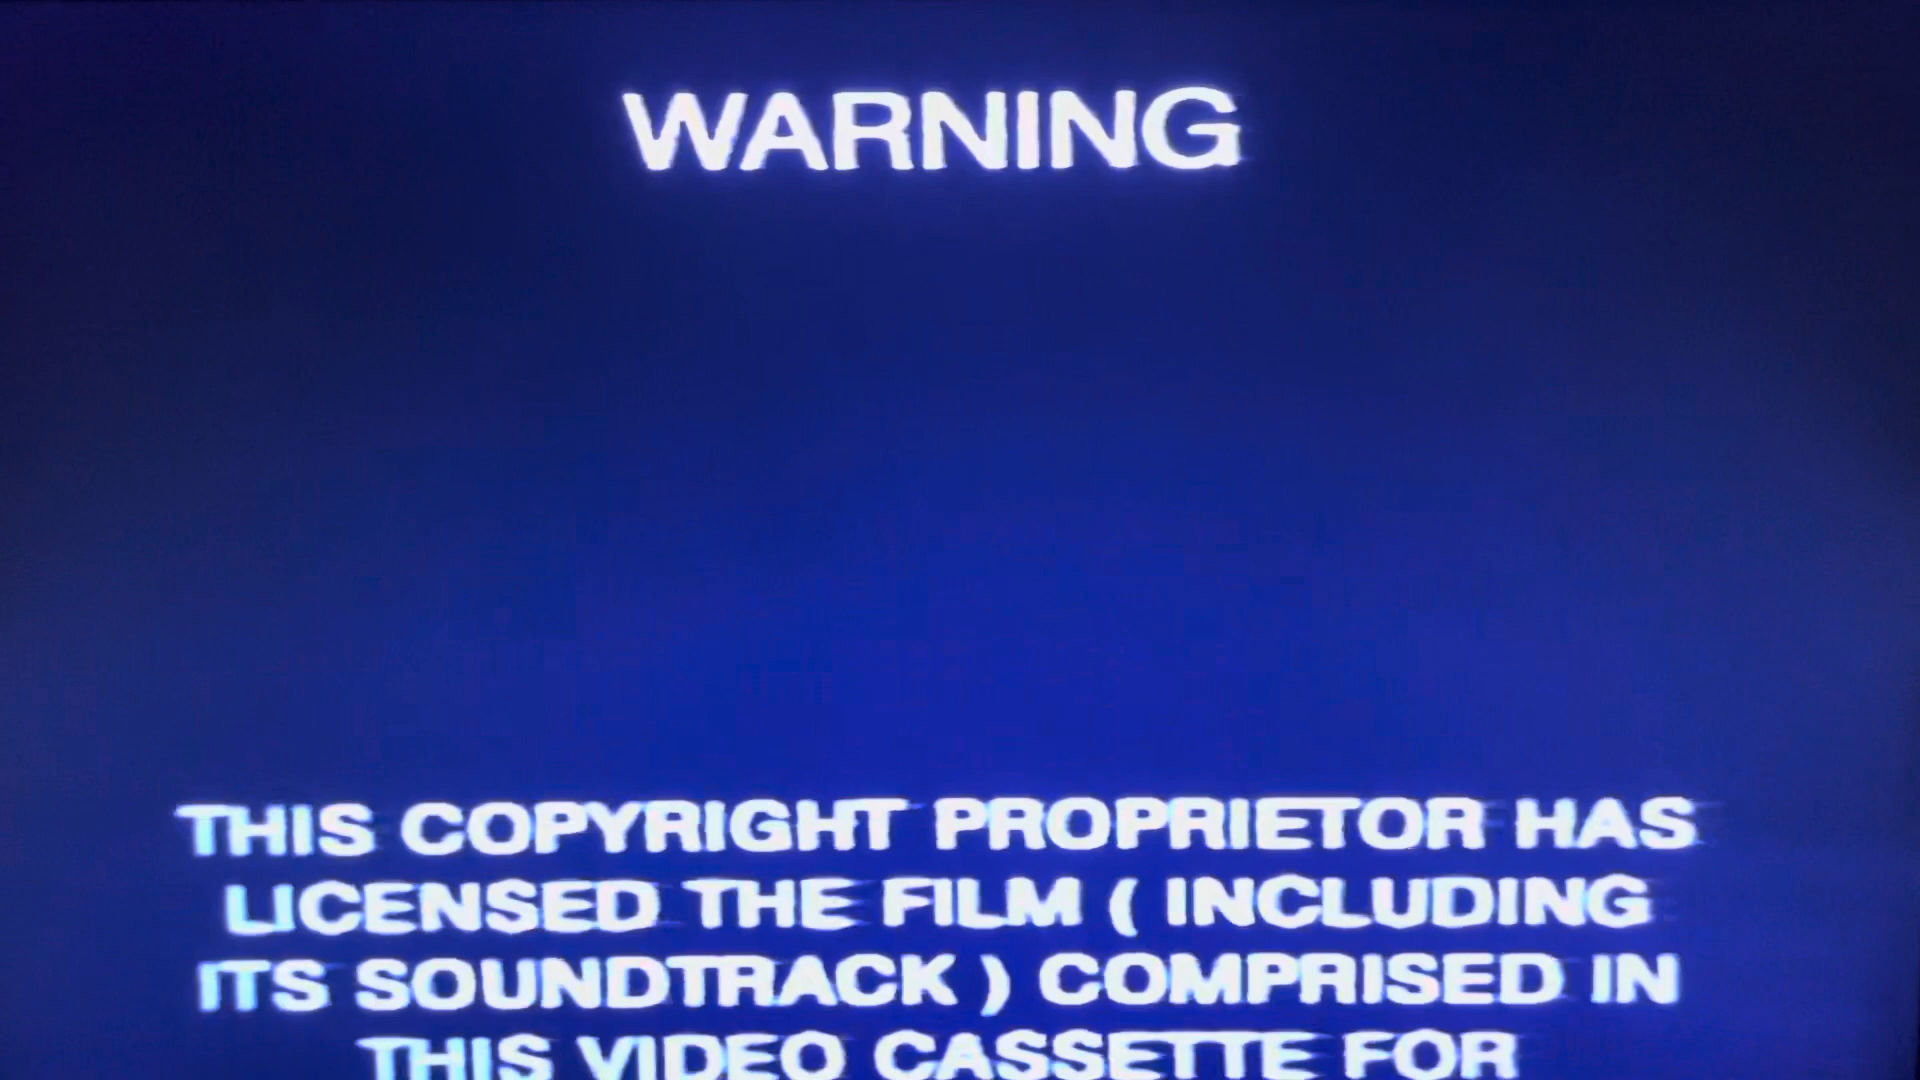 WARNING
THIS COPYRIGHT PROPRIETOR HAS
LICENSED THE FILM ( INCLUDING
ITS SOUNDTRACK ) COMPRISED IN
THIS VIDEO CASSETTE FOR